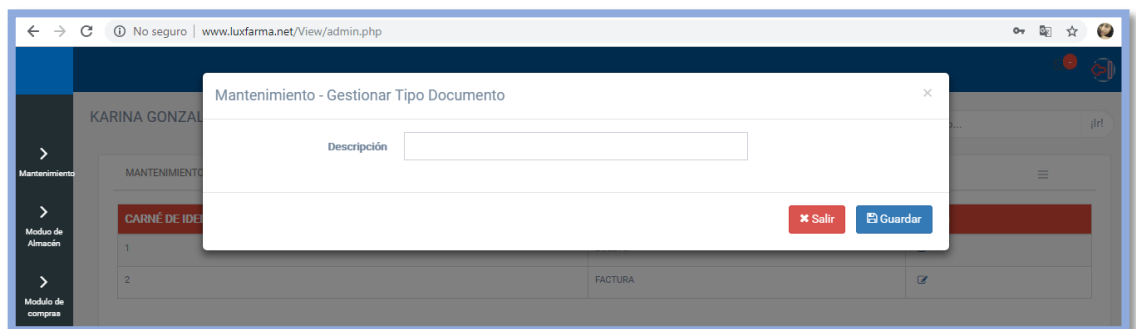 No seguro | www.luxfarma.net/View/admin.php
Mantenimiento - Gestionar Tipo Documento
×
KARINA GONZAL
¡Ir!
Descripción
Mantenimiento
MANTENIMIENTO
Salir
Guardar
CARNÉ DE IDE
Moduo de
Almacén
1
2
FACTURA
Modulo de
compras